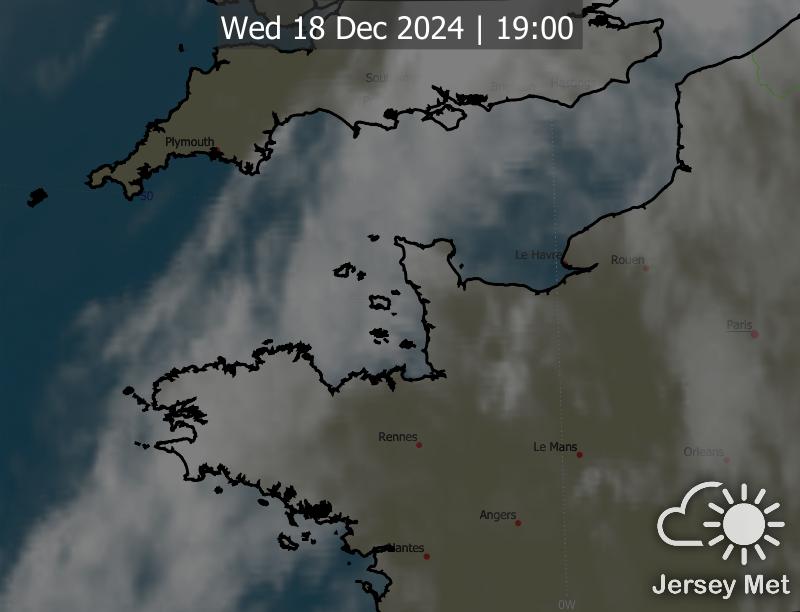 Wed 18 Dec 2024 | 19:00
Plymouth
50
Le Havre
Rouen
Paris
Rennes
Le Mans
Orleans
Angers
Nantes
0W
Jersey Met